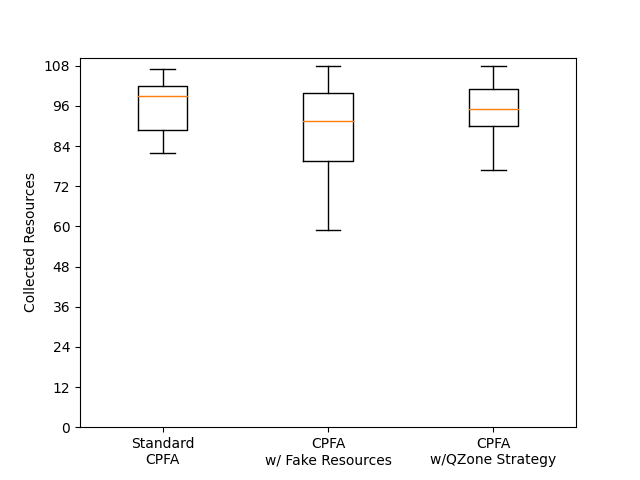 108
96
84
72
60
48
36
24
12
0
Collected Resources
Standard
CPFA
CPFA
w/ Fake Resources
CPFA
w/QZone Strategy